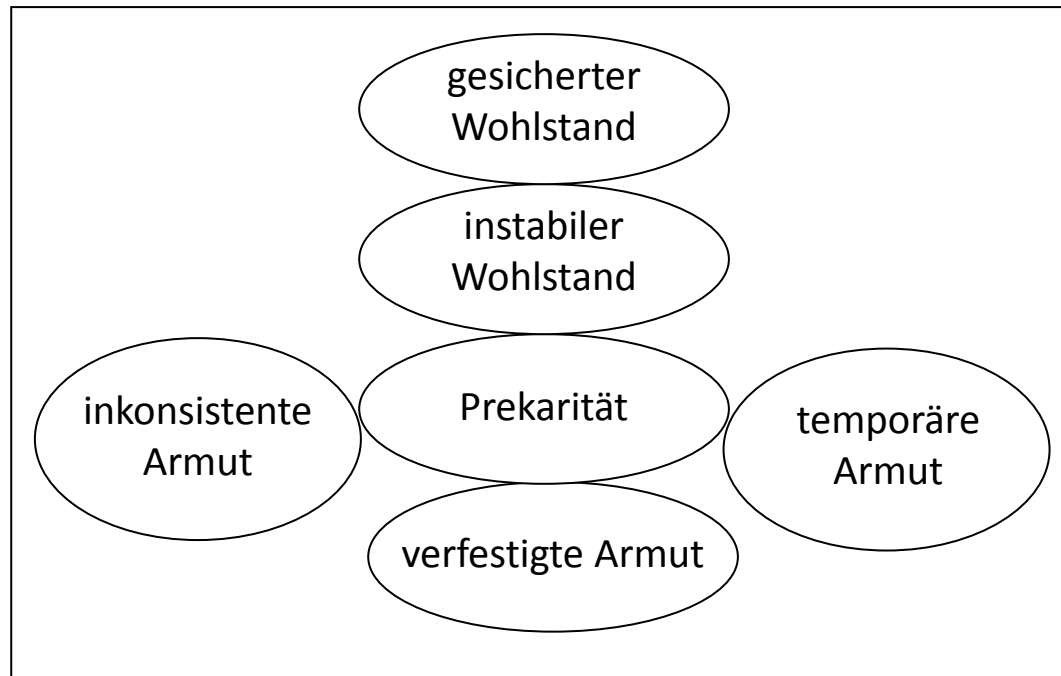 gesicherter
Wohlstand
instabiler
Wohlstand
inkonsistente
Armut
Prekarität
temporäre
Armut
verfestigte Armut